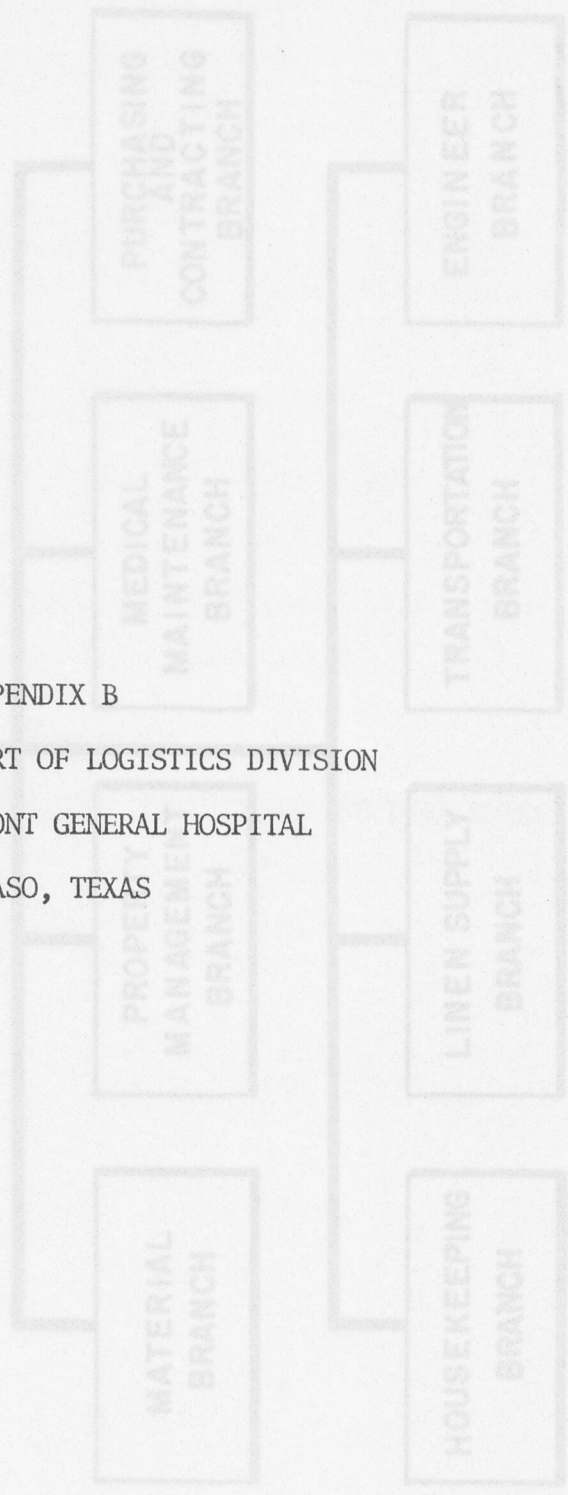 PENDIX B
RT OF LOGISTICS DIVISION
ONT GENERAL HOSPITAL
ASO, TEXAS
PURCHASING
AND
CONTRACTING
BRANCH
MEDICAL
MAINTENANCE
BRANCH
PROPERTY
MANAGEMENT
BRANCH
MATERIAL
BRANCH
ENGINEER
BRANCH
TRANSPORTATION
BRANCH
LINEN SUPPLY
BRANCH
HOUSEKEEPING
BRANCH